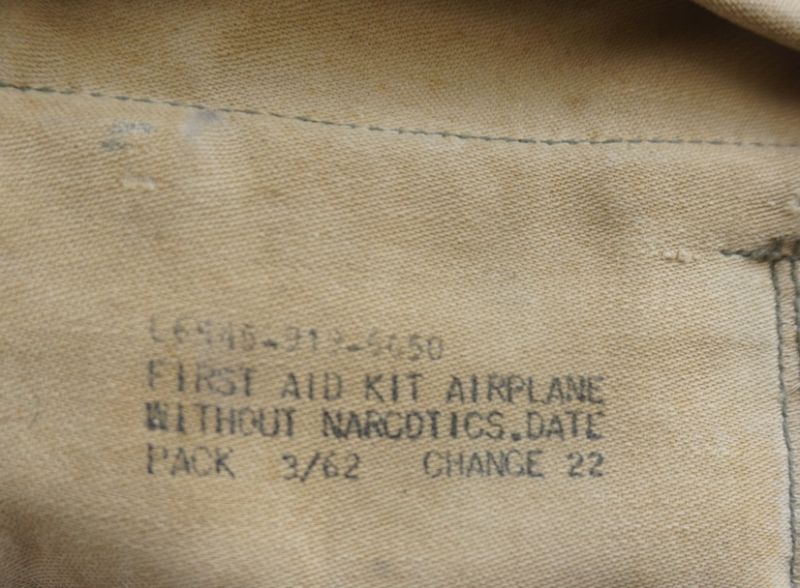 FIRST AID KIT AIRPLANE
WITHOUT NARCOTICS.DATE
PACK 3/62 CHANGE 22